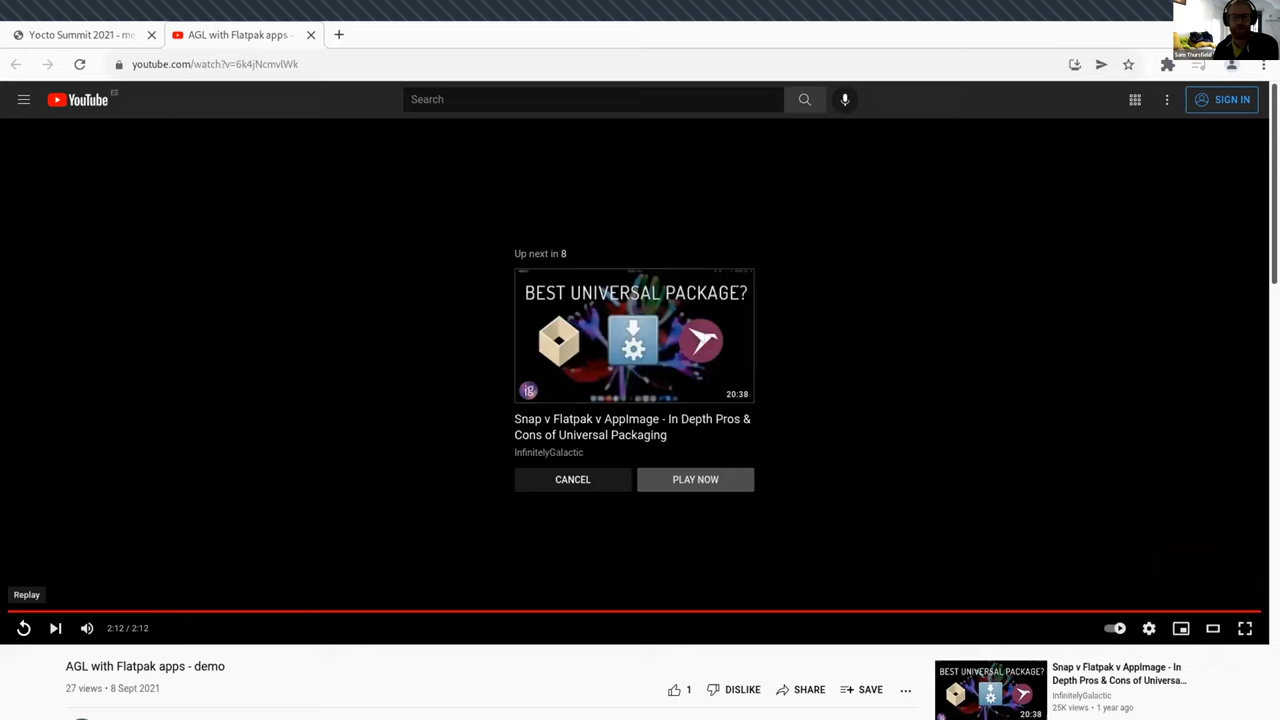 Yocto Summit 2021 - me
AGL with Flatpak apps -
Sam Thursfield
youtube.com/watch?v=6k4jNcmvlWk
YouTube ES
Search
SIGN IN
Up next in 8
BEST UNIVERSAL PACKAGE?
ig
20:38
Snap v Flatpak v AppImage - In Depth Pros &
Cons of Universal Packaging
InfinitelyGalactic
CANCEL
PLAY NOW
Replay
2:12 / 2:12
AGL with Flatpak apps - demo
27 views • 8 Sept 2021
1
DISLIKE
SHARE
SAVE
BEST UNIVERSAL PACKAGE?
20:38
Snap v Flatpak v AppImage - In
Depth Pros & Cons of Universa...
InfinitelyGalactic
25K views • 1 year ago